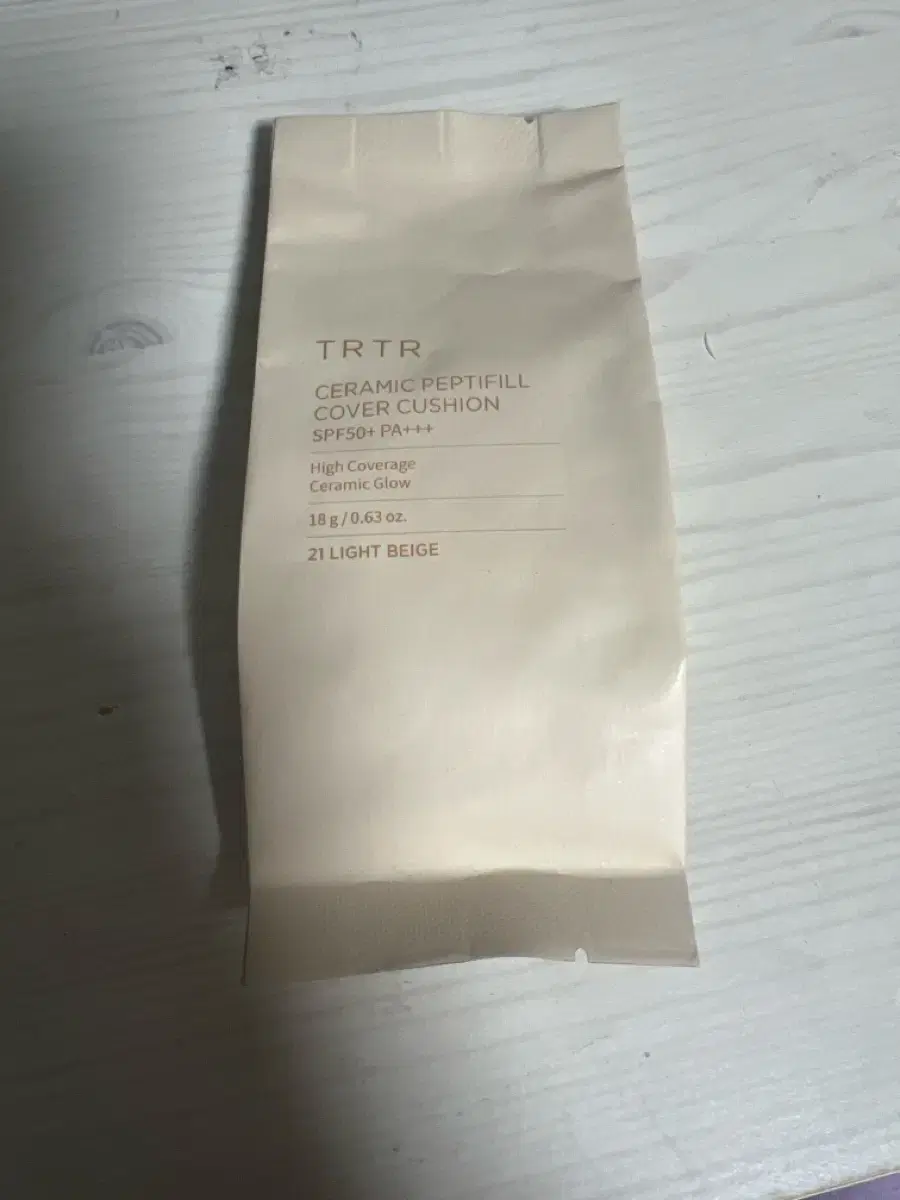 TRTR
CERAMIC PEPTIFILL
COVER CUSHION
SPF50+ PA+++
High Coverage
Ceramic Glow
18 g / 0.63 oz.
21 LIGHT BEIGE